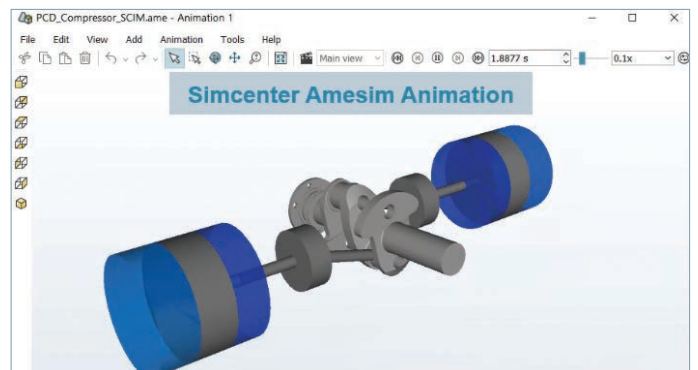 PCD_Compressor_SCIM.ame - Animation 1
File Edit View Add Animation Tools Help
Main view 1.8877 s 0.1x
Simcenter Amesim Animation